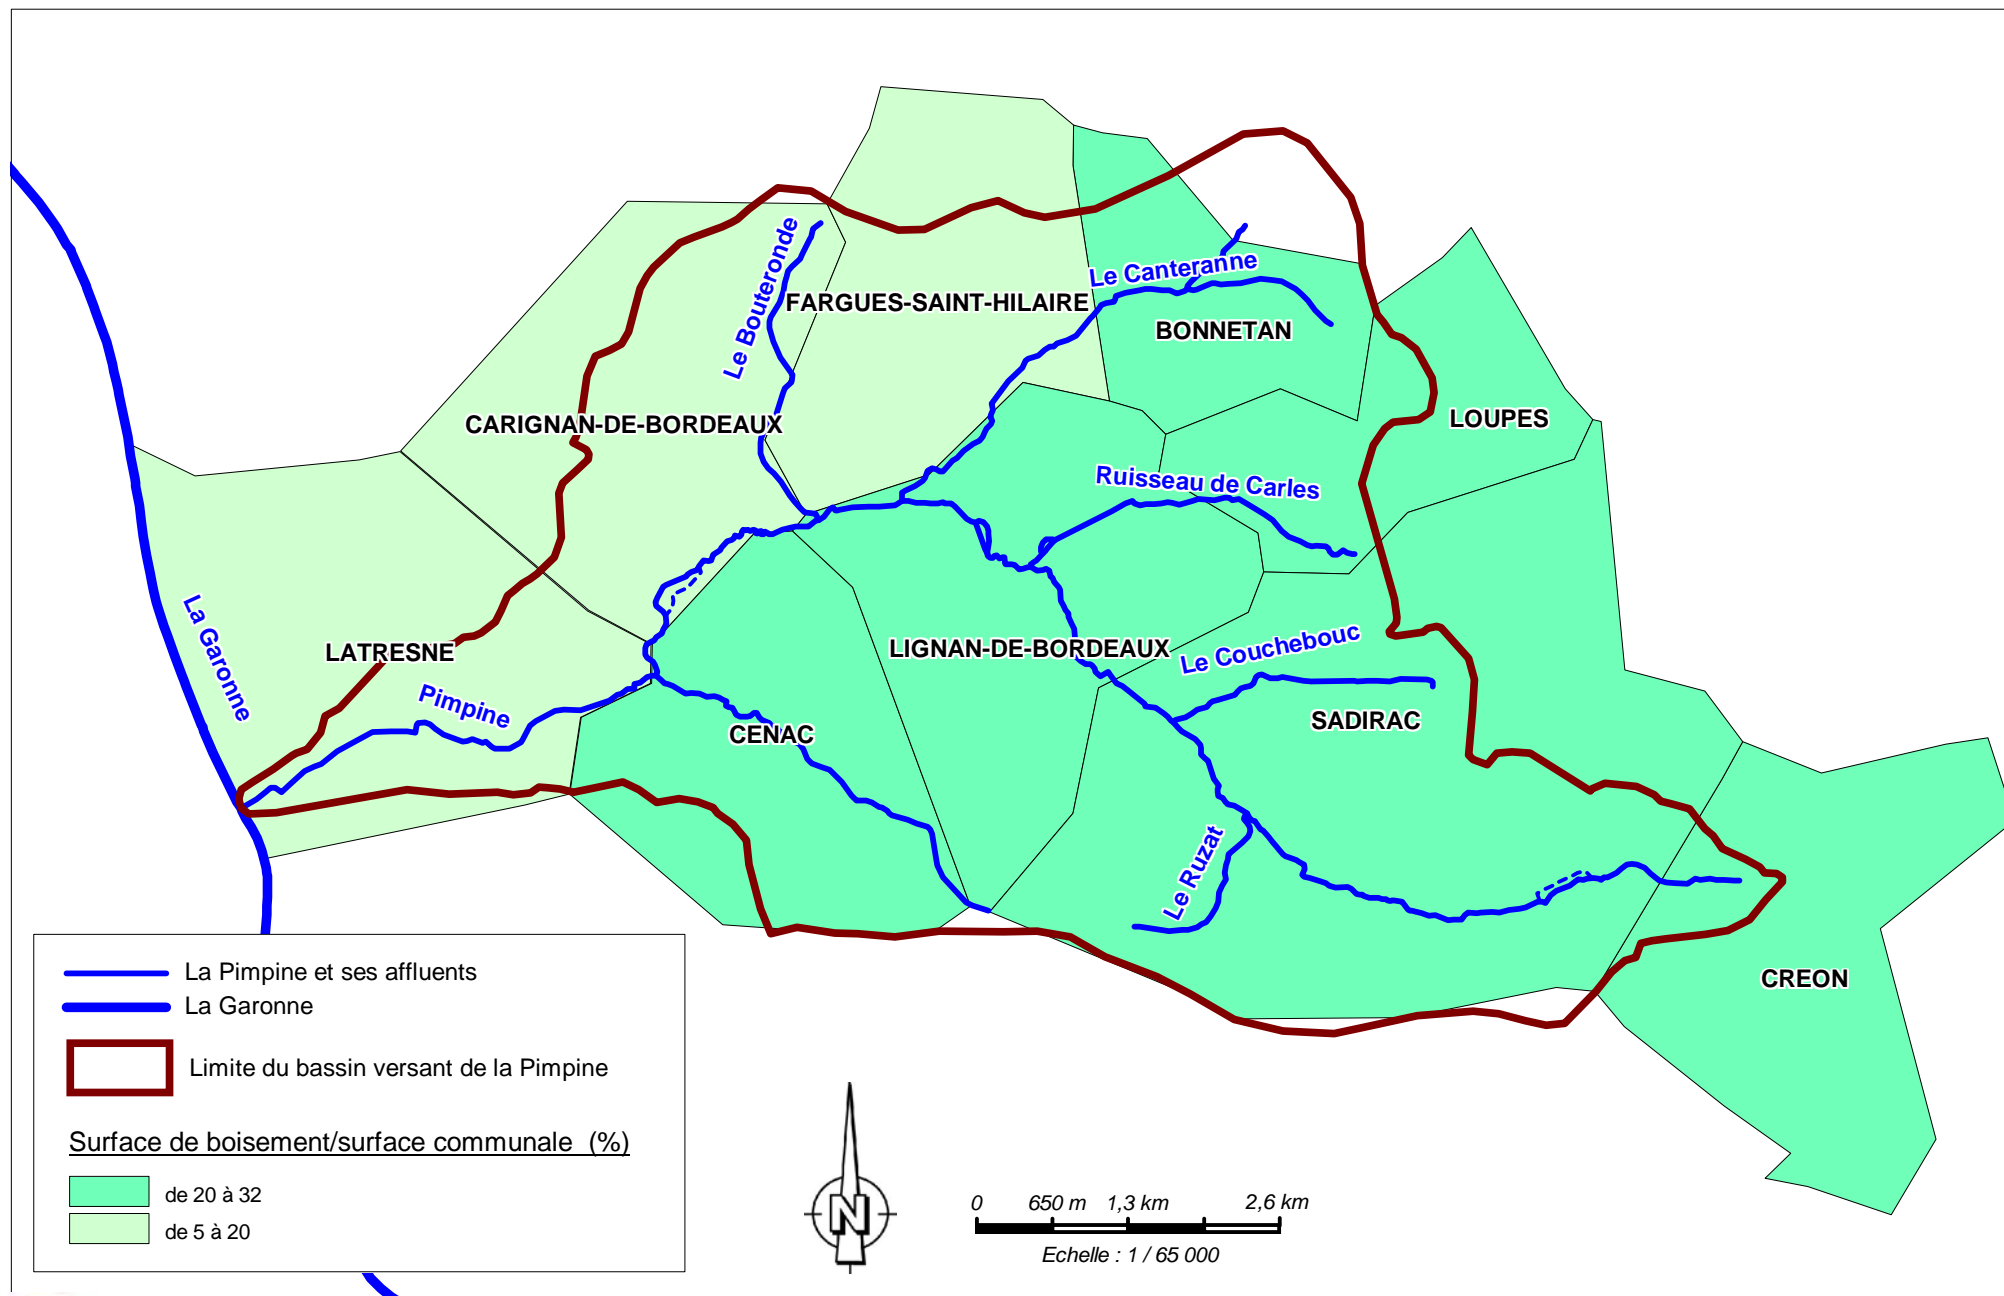 Le Bouteronde
Le Canteranne
FARGUES-SAINT-HILAIRE
BONNETAN
CARIGNAN-DE-BORDEAUX
LOUPES
Ruisseau de Carles
La Garonne
LATRESNE
LIGNAN-DE-BORDEAUX
Le Couchebouc
Pimpine
CENAC
SADIRAC
Le Ruzat
CREON
La Pimpine et ses affluents
La Garonne
Limite du bassin versant de la Pimpine
Surface de boisement/surface communale (%)
de 20 à 32
de 5 à 20
N
0 650 m 1,3 km 2,6 km
Echelle : 1 / 65 000